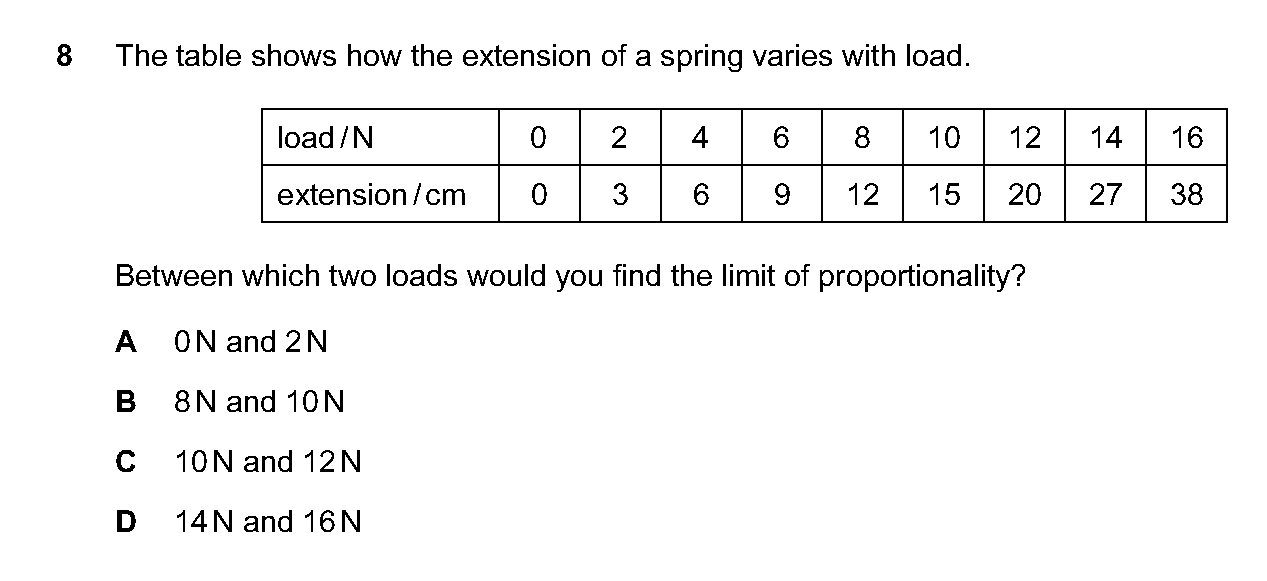 8 The table shows how the extension of a spring varies with load.
load / N 0 2 4 6 8 10 12 14 16
extension / cm 0 3 6 9 12 15 20 27 38
Between which two loads would you find the limit of proportionality?
A 0 N and 2 N
B 8 N and 10 N
C 10 N and 12 N
D 14 N and 16 N